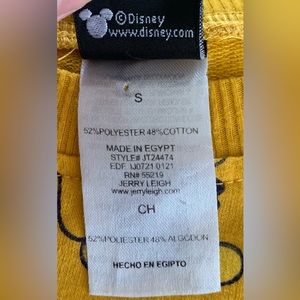 ©Disney
www.disney.com
S
52%POLYESTER 48%COTTON
MADE IN EGYPT
STYLE# JT24474
EDF IJ0721 0121
RN# 55219
JERRY LEIGH
www.jerryleigh.com
CH
52%POLIESTER 48% ALGODON
HECHO EN EGIPTO